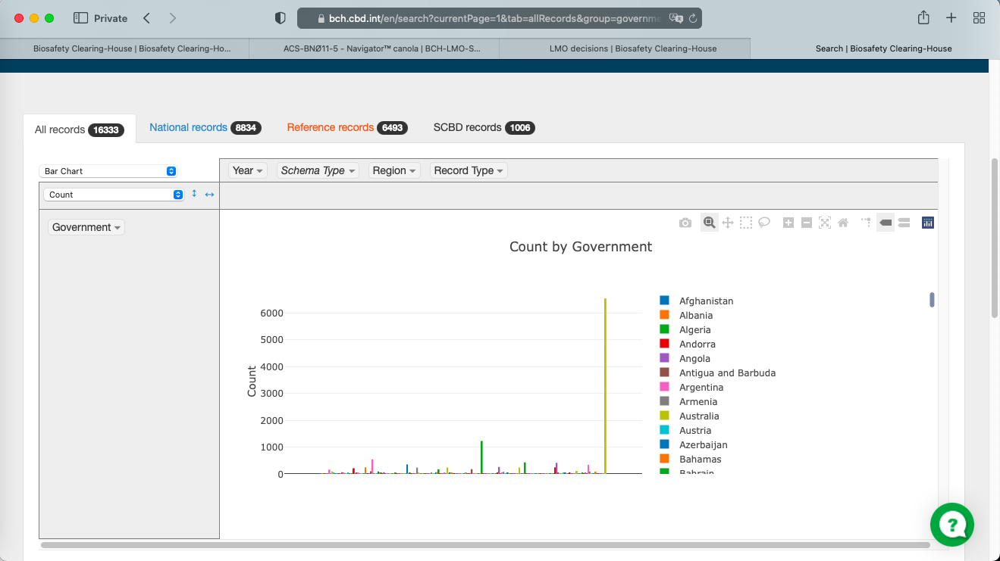 Private
bch.cbd.int/en/search?currentPage=1&tab=allRecords&group=governme
Biosafety Clearing-House | Biosafety Clearing-Ho...
ACS-BNØ11-5 - Navigator™ canola | BCH-LMO-S...
LMO decisions | Biosafety Clearing-House
Search | Biosafety Clearing-House
All records 16333
National records 8834
Reference records 6493
SCBD records 1006
Bar Chart
Year
Schema Type
Region
Record Type
Count
Government
Count by Government
Count
6000
5000
4000
3000
2000
1000
0
Afghanistan
Albania
Algeria
Andorra
Angola
Antigua and Barbuda
Argentina
Armenia
Australia
Austria
Azerbaijan
Bahamas
Bahrain
?